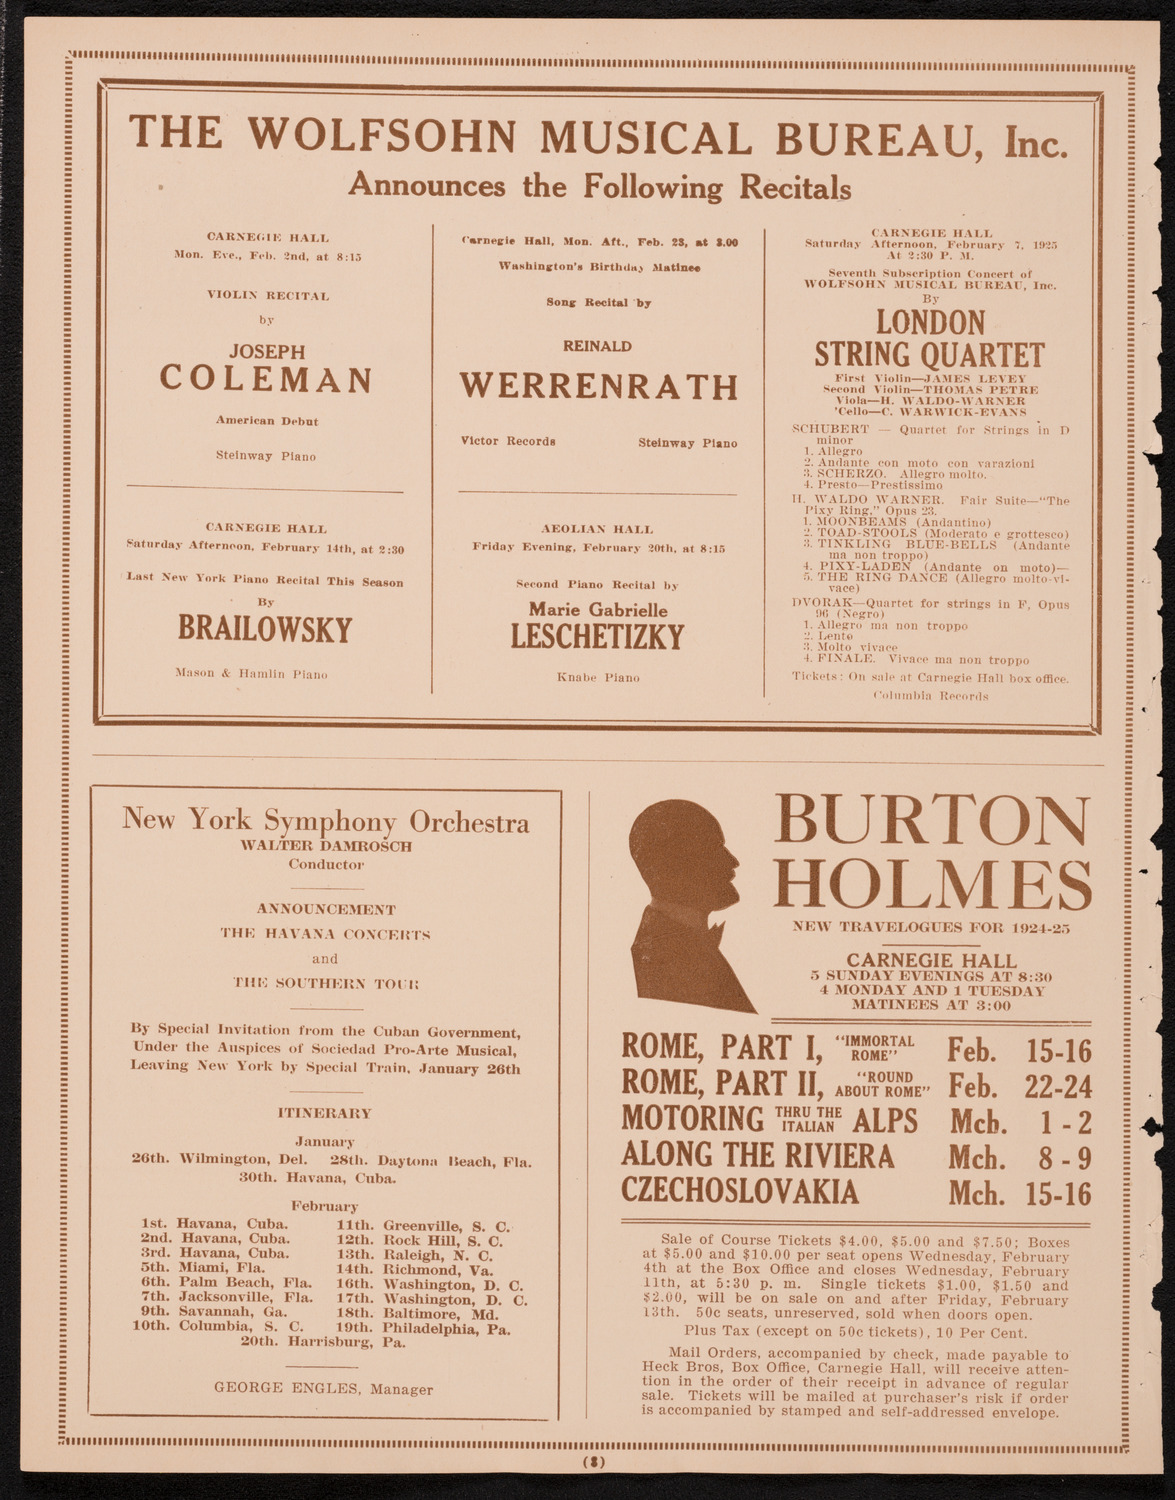 THE WOLFSOHN MUSICAL BUREAU, Inc.
Announces the Following Recitals
CARNEGIE HALL
Mon. Eve., Feb. 2nd, at 8:15
VIOLIN RECITAL
by
JOSEPH
COLEMAN
American Debut
Steinway Piano
CARNEGIE HALL
Saturday Afternoon, February 14th, at 2:30
Last New York Piano Recital This Season
By
BRAILOWSKY
Mason & Hamlin Piano
Carnegie Hall, Mon. Aft., Feb. 23, at 3.00
Washington's Birthday Matinee
Song Recital by
REINALD
WERRENRATH
Victor Records Steinway Piano
AEOLIAN HALL
Friday Evening, February 20th, at 8:15
Second Piano Recital by
Marie Gabrielle
LESCHETIZKY
Knabe Piano
CARNEGIE HALL
Saturday Afternoon, February 7, 1925
At 2:30 P. M.
Seventh Subscription Concert of
WOLFSOHN MUSICAL BUREAU, Inc.
By
LONDON
STRING QUARTET
First Violin—JAMES LEVEY
Second Violin—THOMAS PETRE
Viola—H. WALDO-WARNER
'Cello—C. WARWICK-EVANS
SCHUBERT — Quartet for Strings in D
minor
1. Allegro
2. Andante con moto con varazioni
3. SCHERZO. Allegro molto.
4. Presto—Prestissimo
H. WALDO WARNER. Fair Suite—"The
Pixy Ring," Opus 23.
1. MOONBEAMS (Andantino)
2. TOAD-STOOLS (Moderato e grottesco)
3. TINKLING BLUE-BELLS (Andante
ma non troppo)
4. PIXY-LADEN (Andante on moto)—
5. THE RING DANCE (Allegro molto-vi-
vace)
DVORAK—Quartet for strings in F, Opus
96 (Negro)
1. Allegro ma non troppo
2. Lento
3. Molto vivace
4. FINALE. Vivace ma non troppo
Tickets: On sale at Carnegie Hall box office.
Columbia Records
New York Symphony Orchestra
WALTER DAMROSCH
Conductor
ANNOUNCEMENT
THE HAVANA CONCERTS
and
THE SOUTHERN TOUR
By Special Invitation from the Cuban Government,
Under the Auspices of Sociedad Pro-Arte Musical,
Leaving New York by Special Train, January 26th
ITINERARY
January
26th. Wilmington, Del. 28th. Daytona Beach, Fla.
30th. Havana, Cuba.
February
1st. Havana, Cuba. 11th. Greenville, S. C.
2nd. Havana, Cuba. 12th. Rock Hill, S. C.
3rd. Havana, Cuba. 13th. Raleigh, N. C.
5th. Miami, Fla. 14th. Richmond, Va.
6th. Palm Beach, Fla. 16th. Washington, D. C.
7th. Jacksonville, Fla. 17th. Washington, D. C.
9th. Savannah, Ga. 18th. Baltimore, Md.
10th. Columbia, S. C. 19th. Philadelphia, Pa.
20th. Harrisburg, Pa.
GEORGE ENGLES, Manager
BURTON
HOLMES
NEW TRAVELOGUES FOR 1924-25
CARNEGIE HALL
5 SUNDAY EVENINGS AT 8:30
4 MONDAY AND 1 TUESDAY
MATINEES AT 3:00
ROME, PART I, "IMMORTAL ROME" Feb. 15-16
ROME, PART II, "ROUND ABOUT ROME" Feb. 22-24
MOTORING THRU THE ITALIAN ALPS Mch. 1-2
ALONG THE RIVIERA Mch. 8-9
CZECHOSLOVAKIA Mch. 15-16
Sale of Course Tickets $4.00, $5.00 and $7.50; Boxes
at $5.00 and $10.00 per seat opens Wednesday, February
4th at the Box Office and closes Wednesday, February
11th, at 5:30 p. m. Single tickets $1.00, $1.50 and
$2.00, will be on sale on and after Friday, February
13th. 50c seats, unreserved, sold when doors open.
Plus Tax (except on 50c tickets), 10 Per Cent.
Mail Orders, accompanied by check, made payable to
Heck Bros, Box Office, Carnegie Hall, will receive atten-
tion in the order of their receipt in advance of regular
sale. Tickets will be mailed at purchaser's risk if order
is accompanied by stamped and self-addressed envelope.
(8)